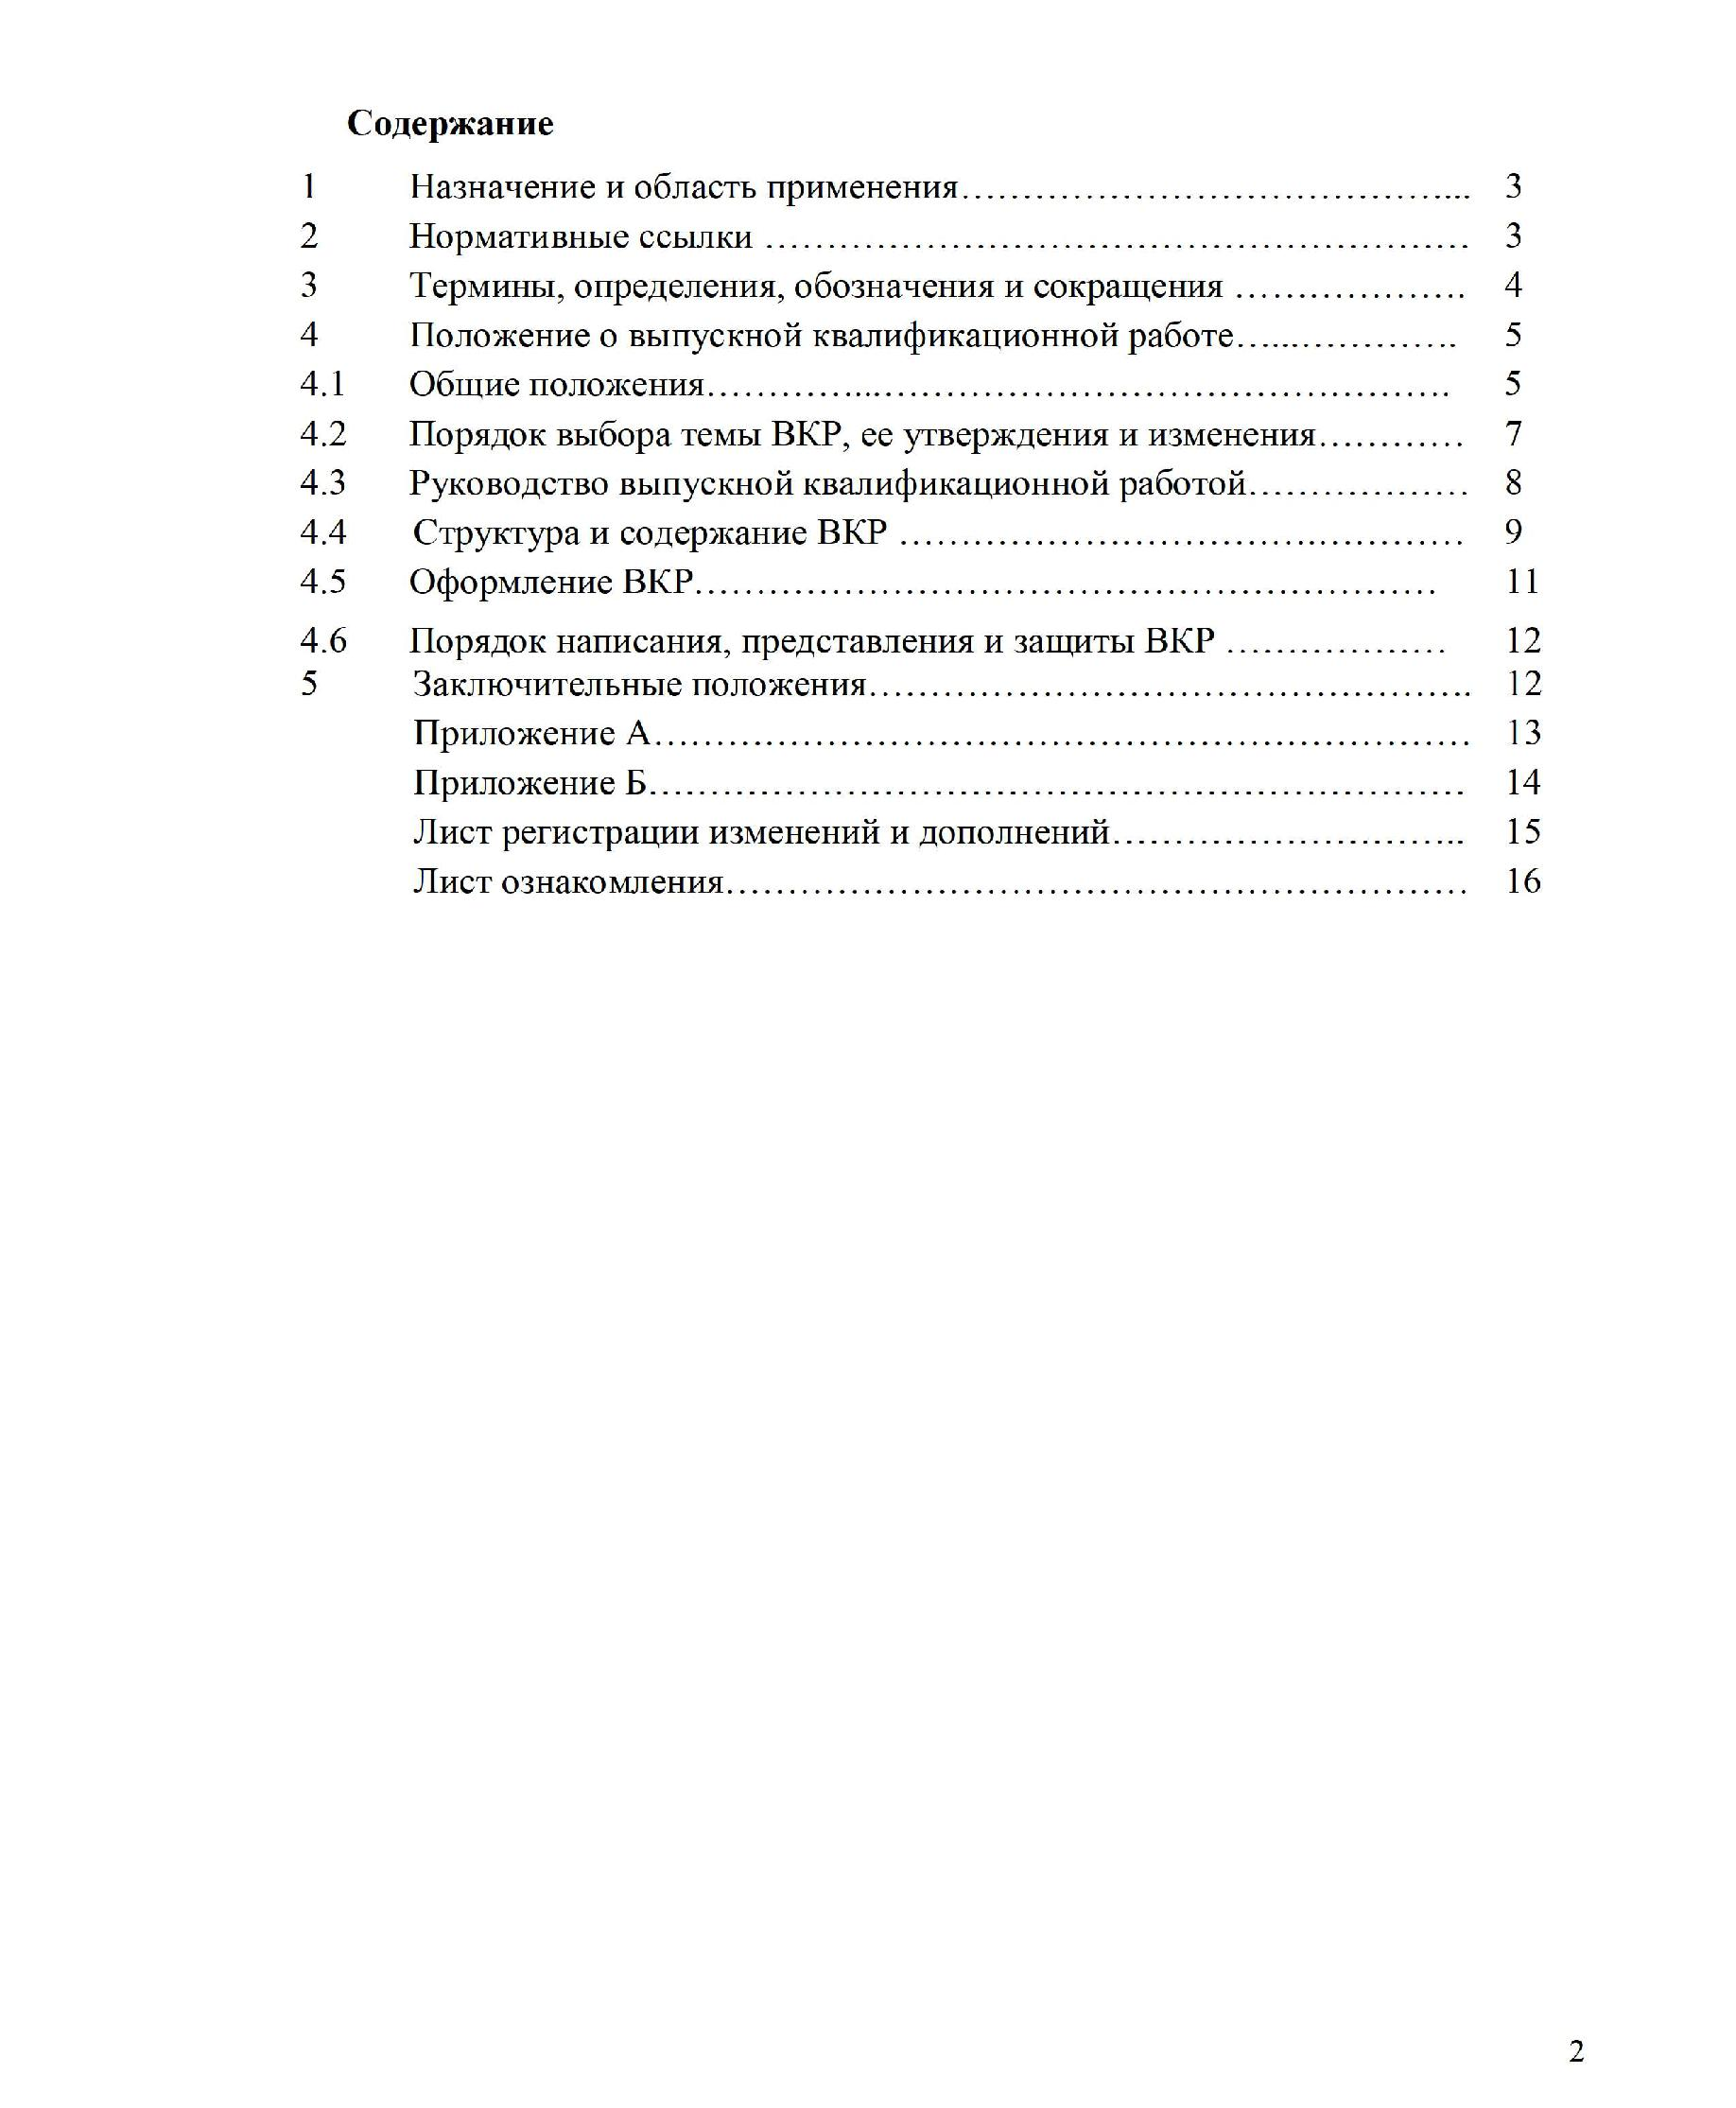 Содержание
1 Назначение и область применения…………………………………... 3
2 Нормативные ссылки ………………………………………………… 3
3 Термины, определения, обозначения и сокращения ………………. 4
4 Положение о выпускной квалификационной работе…...…………. 5
4.1 Общие положения…………...………………………………………. 5
4.2 Порядок выбора темы ВКР, ее утверждения и изменения………… 7
4.3 Руководство выпускной квалификационной работой……………… 8
4.4 Структура и содержание ВКР …………………………….………… 9
4.5 Оформление ВКР…………………………………………………… 11
4.6 Порядок написания, представления и защиты ВКР ……………… 12
5 Заключительные положения…………………………………………. 12
Приложение А………………………………………………………… 13
Приложение Б………………………………………………………… 14
Лист регистрации изменений и дополнений……………………….. 15
Лист ознакомления…………………………………………………… 16
2